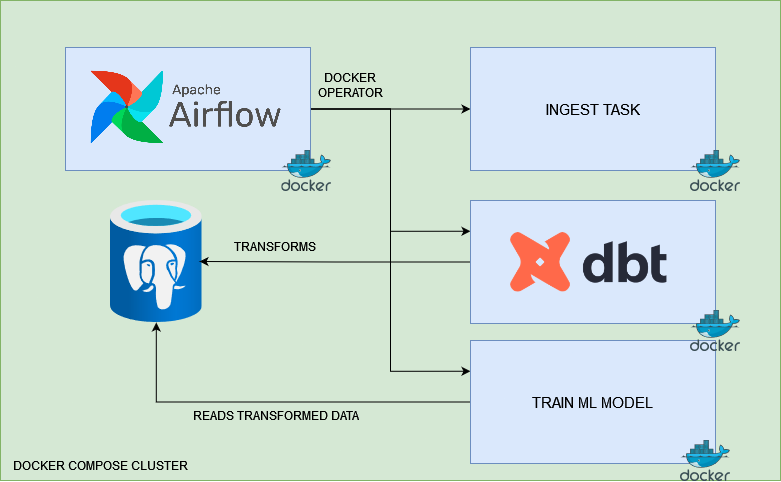 DOCKER
OPERATOR
Apache
Airflow
INGEST TASK
docker
docker
TRANSFORMS
dbt
docker
TRAIN ML MODEL
READS TRANSFORMED DATA
DOCKER COMPOSE CLUSTER
docker